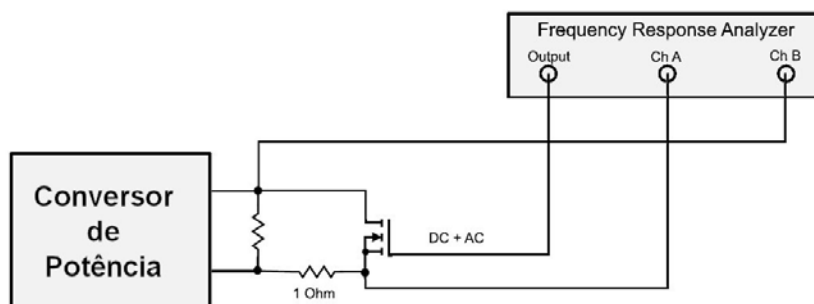 Frequency Response Analyzer
Output Ch A Ch B
Conversor
de
Potência
DC + AC
1 Ohm